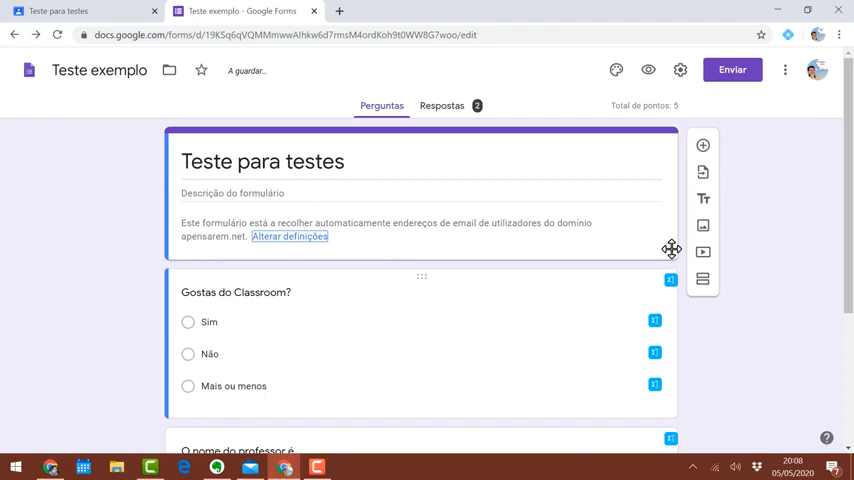 Teste para testes
Teste exemplo - Google Forms
docs.google.com/forms/d/19KSq6qVQMMmwwAIhkw6d7rmsM4ordKoh9t0WW8G7woo/edit
Teste exemplo
A guardar...
Enviar
Perguntas
Respostas 2
Total de pontos: 5
Teste para testes
Descrição do formulário
Este formulário está a recolher automaticamente endereços de email de utilizadores do domínio
apensarem.net. Alterar definições
Gostas do Classroom?
Sim
Não
Mais ou menos
O nome do professor é
20:08
05/05/2020
7